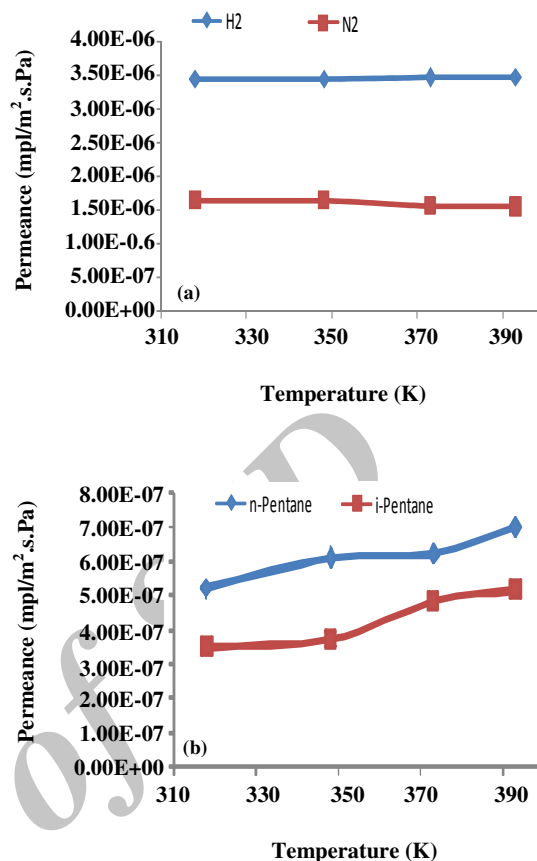 H2 N2
4.00E-06
3.50E-06
3.00E-06
2.50E-06
2.00E-06
1.50E-06
1.00E-06
5.00E-07
0.00E+00
Permeance (mpl/m².s.Pa)
(a)
310 330 350 370 390
Temperature (K)
n-Pentane i-Pentane
8.00E-07
7.00E-07
6.00E-07
5.00E-07
4.00E-07
3.00E-07
2.00E-07
1.00E-07
0.00E+00
Permeance (mpl/m².s.Pa)
(b)
310 330 350 370 390
Temperature (K)
of